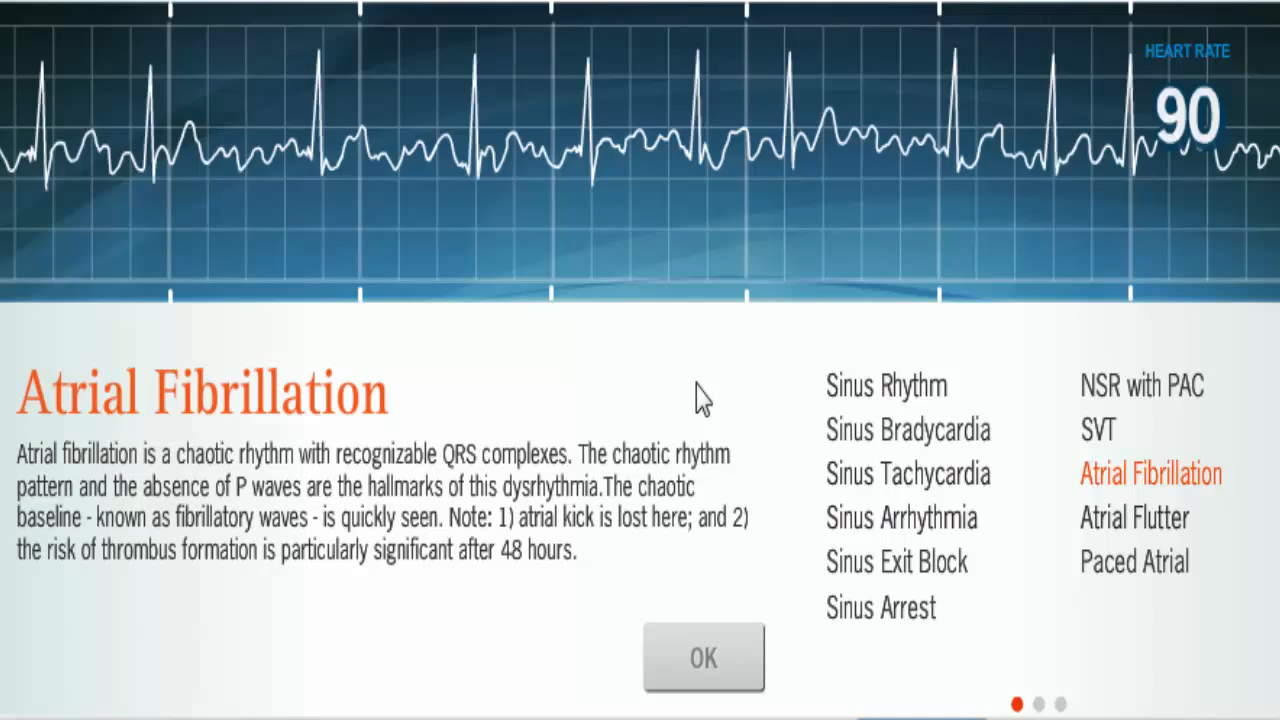 HEART RATE
90
Atrial Fibrillation
Atrial fibrillation is a chaotic rhythm with recognizable QRS complexes. The chaotic rhythm
pattern and the absence of P waves are the hallmarks of this dysrhythmia.The chaotic
baseline - known as fibrillatory waves - is quickly seen. Note: 1) atrial kick is lost here; and 2)
the risk of thrombus formation is particularly significant after 48 hours.
OK
Sinus Rhythm
Sinus Bradycardia
Sinus Tachycardia
Sinus Arrhythmia
Sinus Exit Block
Sinus Arrest
NSR with PAC
SVT
Atrial Fibrillation
Atrial Flutter
Paced Atrial